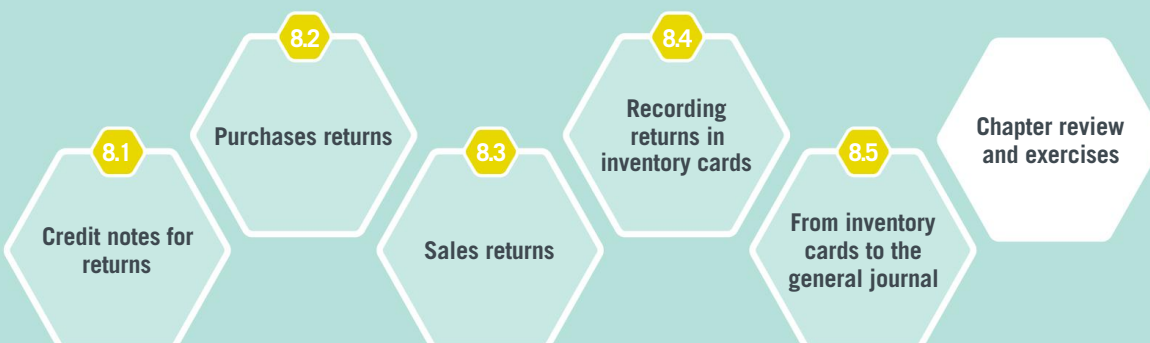 8.1
Credit notes for
returns
8.2
Purchases returns
8.3
Sales returns
8.4
Recording
returns in
inventory cards
8.5
From inventory
cards to the
general journal
Chapter review
and exercises